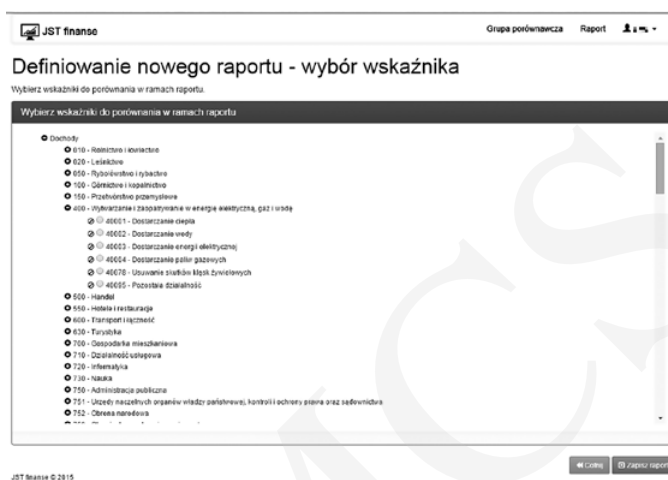 JST finanse
Grupa porównawcza Raport
Definiowanie nowego raportu - wybór wskaźnika
Wybierz wskaźniki do porównania w ramach raportu.
Wybierz wskaźniki do porównania w ramach raportu
Dochody
010 - Rolnictwo i łowiectwo
020 - Leśnictwo
050 - Rybołówstwo i rybactwo
100 - Górnictwo i kopalnictwo
150 - Przetwórstwo przemysłowe
400 - Wytwarzanie i zaopatrywanie w energię elektryczną, gaz i wodę
40001 - Dostarczanie ciepła
40002 - Dostarczanie wody
40003 - Dostarczanie energii elektrycznej
40004 - Dostarczanie paliw gazowych
40078 - Usuwanie skutków klęsk żywiołowych
40095 - Pozostała działalność
500 - Handel
550 - Hotele i restauracje
600 - Transport i łączność
630 - Turystyka
700 - Gospodarka mieszkaniowa
710 - Działalność usługowa
720 - Informatyka
730 - Nauka
750 - Administracja publiczna
751 - Urzędy naczelnych organów władzy państwowej, kontroli i ochrony prawa oraz sądownictwa
752 - Obrona narodowa
Cofnij Zapisz raport
JST finanse © 2015